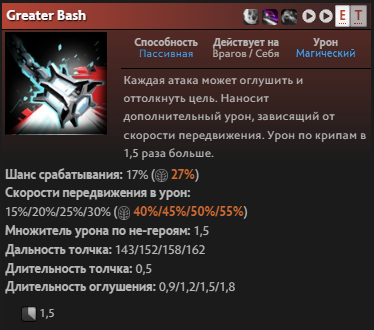 Greater Bash
E T
Способность
Пассивная
Действует на
Врагов / Себя
Урон
Магический
Каждая атака может оглушить и
оттолкнуть цель. Наносит
дополнительный урон, зависящий от
скорости передвижения. Урон по крипам в
1,5 раза больше.
Шанс срабатывания: 17% (27%)
Скорости передвижения в урон:
15%/20%/25%/30% (40%/45%/50%/55%)
Множитель урона по не-героям: 1,5
Дальность толчка: 143/152/158/162
Длительность толчка: 0,5
Длительность оглушения: 0,9/1,2/1,5/1,8
1,5